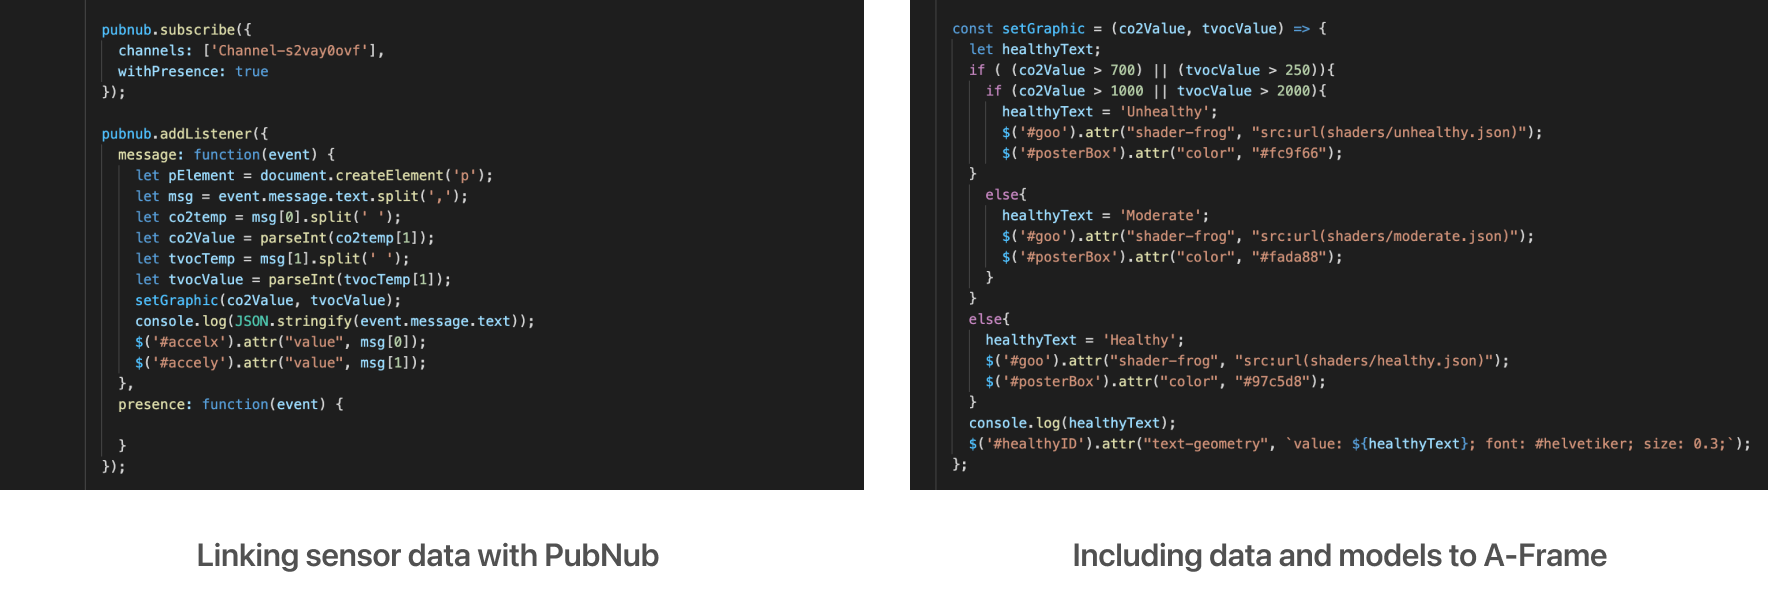 pubnub.subscribe({
channels: ['Channel-s2vay0ovf'],
withPresence: true
});
pubnub.addListener({
message: function(event) {
let pElement = document.createElement('p');
let msg = event.message.text.split(',');
let co2temp = msg[0].split(' ');
let co2Value = parseInt(co2temp[1]);
let tvocTemp = msg[1].split(' ');
let tvocValue = parseInt(tvocTemp[1]);
setGraphic(co2Value, tvocValue);
console.log(JSON.stringify(event.message.text));
$('#accelx').attr("value", msg[0]);
$('#accely').attr("value", msg[1]);
},
presence: function(event) {
}
});
Linking sensor data with PubNub
const setGraphic = (co2Value, tvocValue) => {
let healthyText;
if ( (co2Value > 700) || (tvocValue > 250)){
if (co2Value > 1000 || tvocValue > 2000){
healthyText = 'Unhealthy';
$('#goo').attr("shader-frog", "src:url(shaders/unhealthy.json)");
$('#posterBox').attr("color", "#fc9f66");
}
else{
healthyText = 'Moderate';
$('#goo').attr("shader-frog", "src:url(shaders/moderate.json)");
$('#posterBox').attr("color", "#fada88");
}
}
else{
healthyText = 'Healthy';
$('#goo').attr("shader-frog", "src:url(shaders/healthy.json)");
$('#posterBox').attr("color", "#97c5d8");
}
console.log(healthyText);
$('#healthyID').attr("text-geometry", `value: ${healthyText}; font: #helvetiker; size: 0.3;`);
};
Including data and models to A-Frame